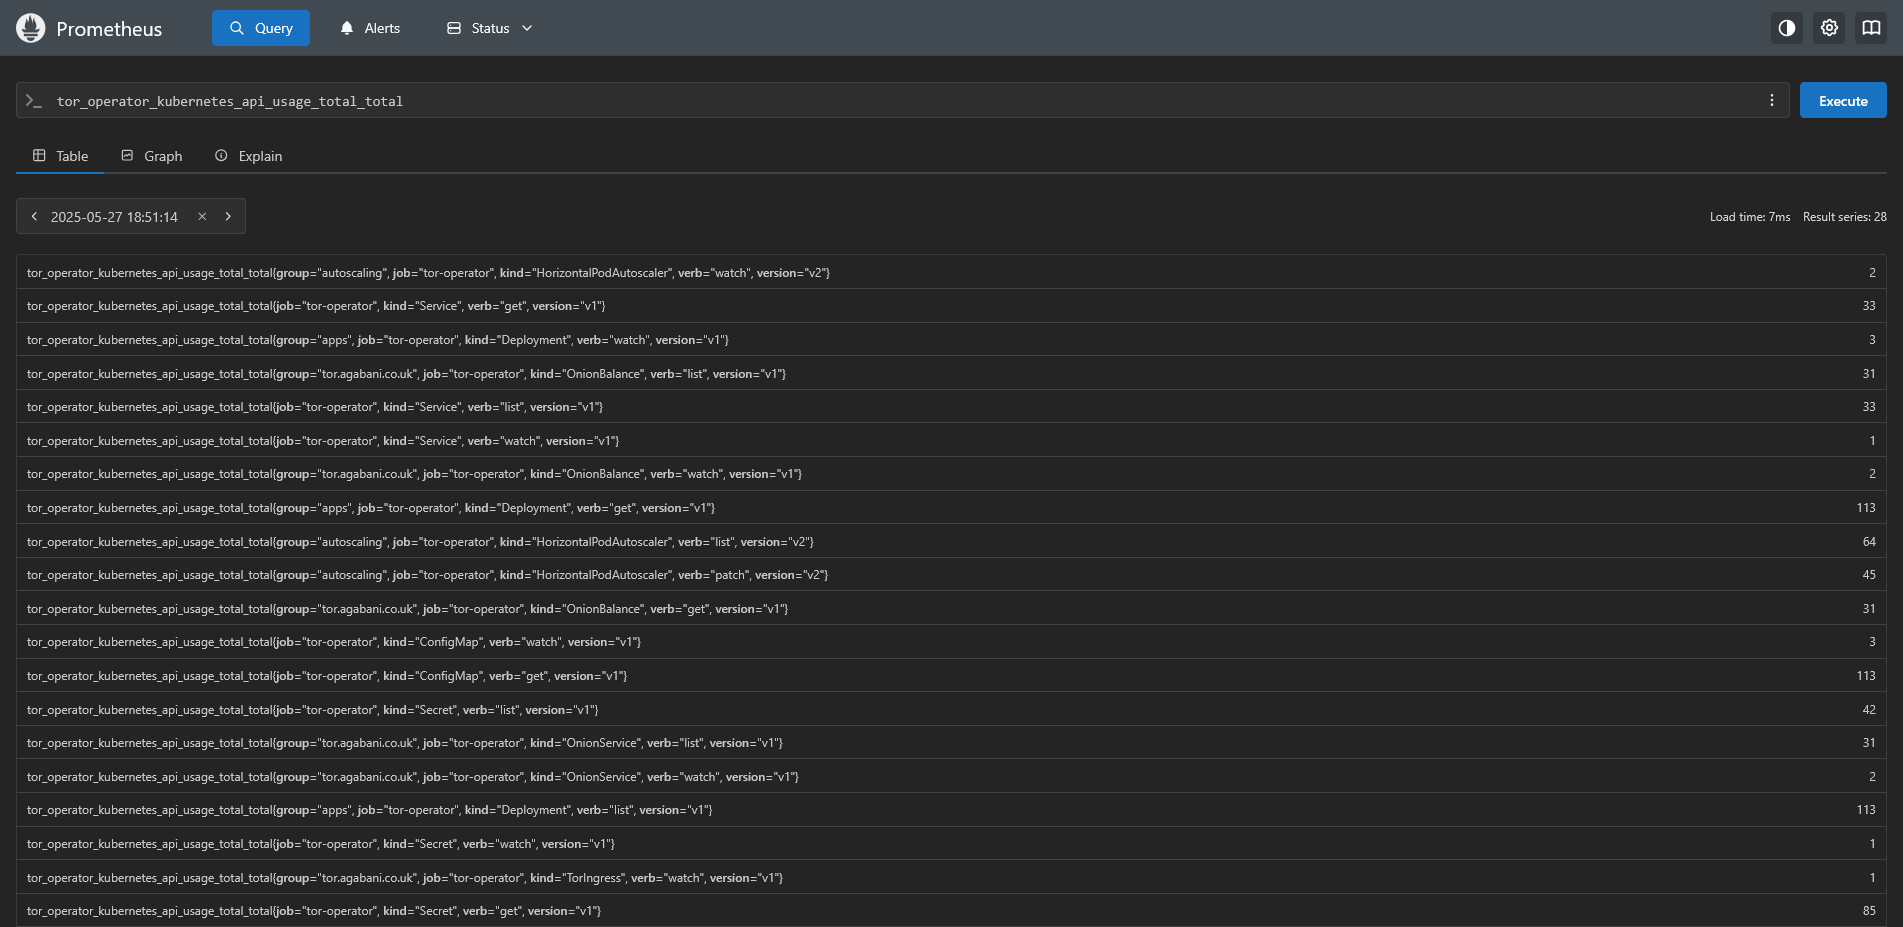 Prometheus Query Alerts Status
>_ tor_operator_kubernetes_api_usage_total_total Execute
Table Graph Explain
2025-05-27 18:51:14 Load time: 7ms Result series: 28
tor_operator_kubernetes_api_usage_total_total{group="autoscaling", job="tor-operator", kind="HorizontalPodAutoscaler", verb="watch", version="v2"} 2
tor_operator_kubernetes_api_usage_total_total{job="tor-operator", kind="Service", verb="get", version="v1"} 33
tor_operator_kubernetes_api_usage_total_total{group="apps", job="tor-operator", kind="Deployment", verb="watch", version="v1"} 3
tor_operator_kubernetes_api_usage_total_total{group="tor.agabani.co.uk", job="tor-operator", kind="OnionBalance", verb="list", version="v1"} 31
tor_operator_kubernetes_api_usage_total_total{job="tor-operator", kind="Service", verb="list", version="v1"} 33
tor_operator_kubernetes_api_usage_total_total{job="tor-operator", kind="Service", verb="watch", version="v1"} 1
tor_operator_kubernetes_api_usage_total_total{group="tor.agabani.co.uk", job="tor-operator", kind="OnionBalance", verb="watch", version="v1"} 2
tor_operator_kubernetes_api_usage_total_total{group="apps", job="tor-operator", kind="Deployment", verb="get", version="v1"} 113
tor_operator_kubernetes_api_usage_total_total{group="autoscaling", job="tor-operator", kind="HorizontalPodAutoscaler", verb="list", version="v2"} 64
tor_operator_kubernetes_api_usage_total_total{group="autoscaling", job="tor-operator", kind="HorizontalPodAutoscaler", verb="patch", version="v2"} 45
tor_operator_kubernetes_api_usage_total_total{group="tor.agabani.co.uk", job="tor-operator", kind="OnionBalance", verb="get", version="v1"} 31
tor_operator_kubernetes_api_usage_total_total{job="tor-operator", kind="ConfigMap", verb="watch", version="v1"} 3
tor_operator_kubernetes_api_usage_total_total{job="tor-operator", kind="ConfigMap", verb="get", version="v1"} 113
tor_operator_kubernetes_api_usage_total_total{job="tor-operator", kind="Secret", verb="list", version="v1"} 42
tor_operator_kubernetes_api_usage_total_total{group="tor.agabani.co.uk", job="tor-operator", kind="OnionService", verb="list", version="v1"} 31
tor_operator_kubernetes_api_usage_total_total{group="tor.agabani.co.uk", job="tor-operator", kind="OnionService", verb="watch", version="v1"} 2
tor_operator_kubernetes_api_usage_total_total{group="apps", job="tor-operator", kind="Deployment", verb="list", version="v1"} 113
tor_operator_kubernetes_api_usage_total_total{job="tor-operator", kind="Secret", verb="watch", version="v1"} 1
tor_operator_kubernetes_api_usage_total_total{group="tor.agabani.co.uk", job="tor-operator", kind="TorIngress", verb="watch", version="v1"} 1
tor_operator_kubernetes_api_usage_total_total{job="tor-operator", kind="Secret", verb="get", version="v1"} 85